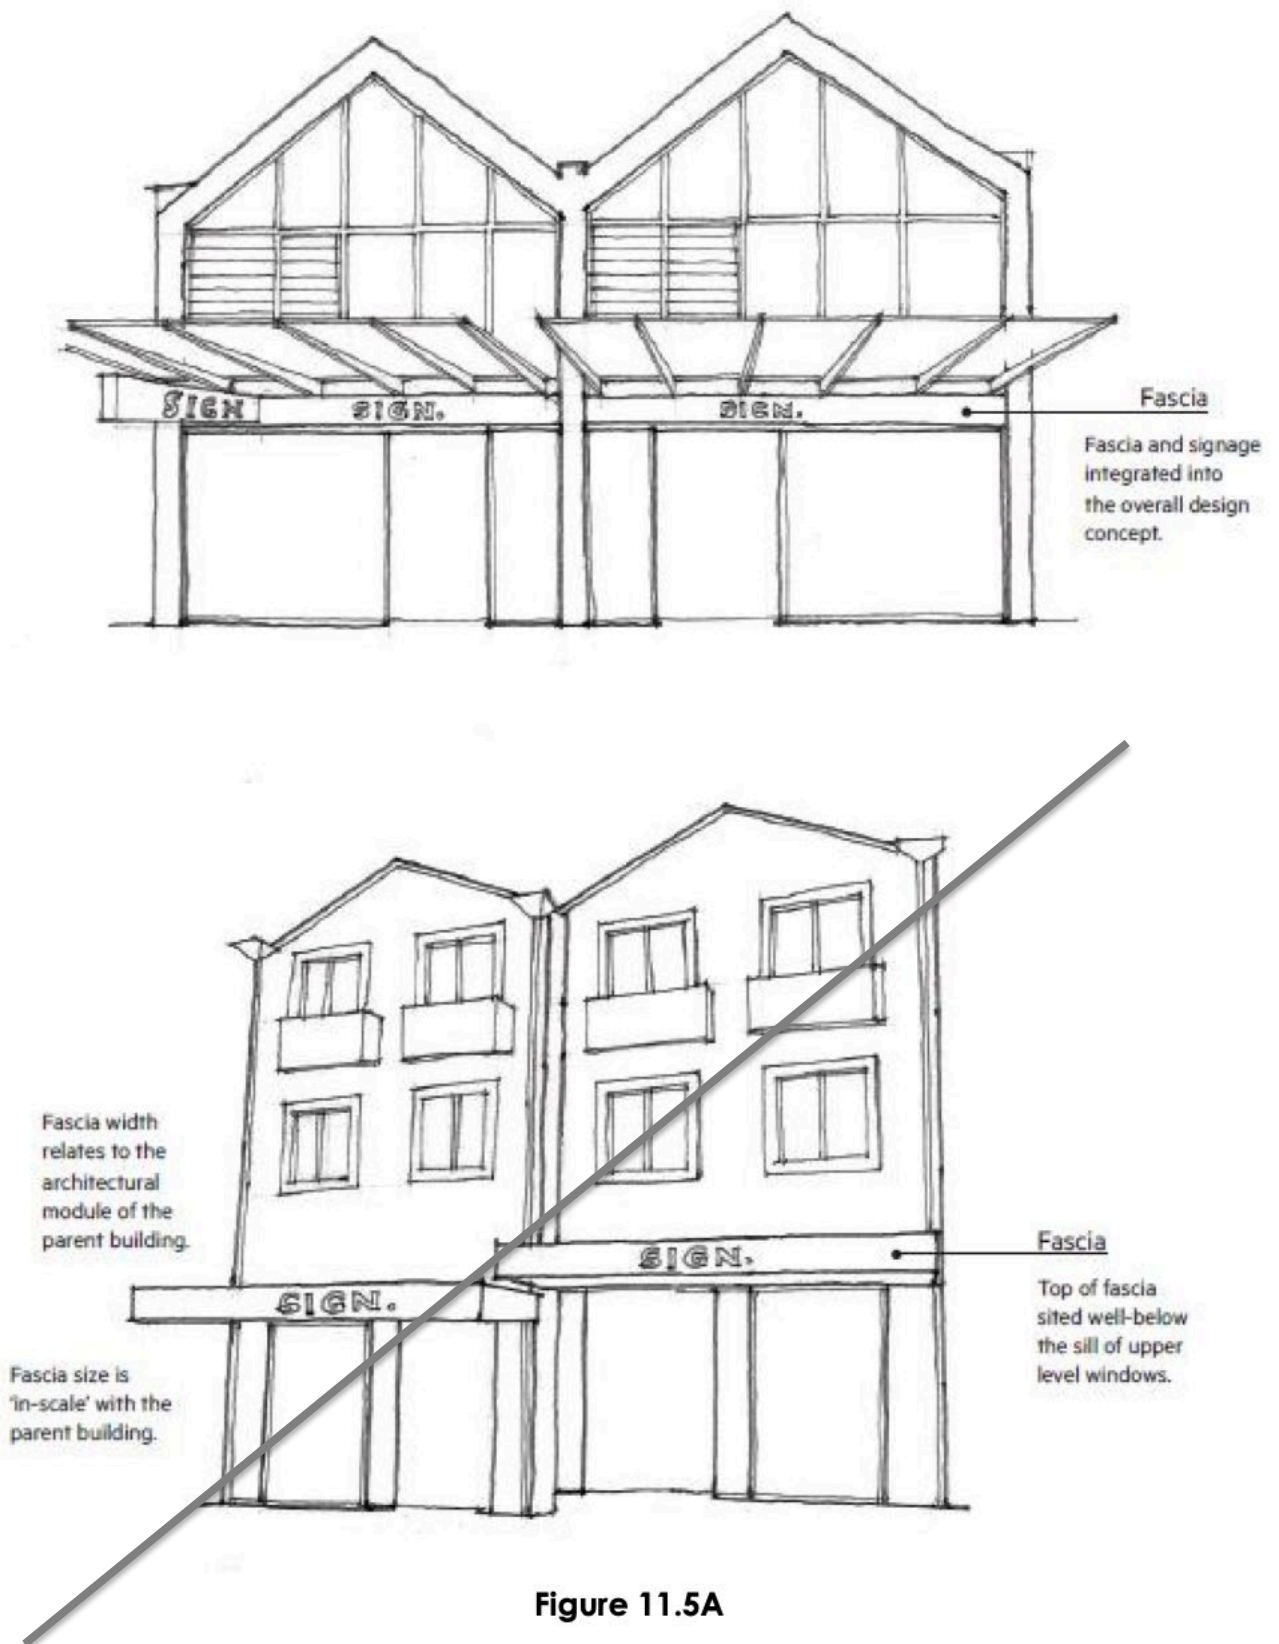 SIGN
SIGN.
SIGN.
Fascia
Fascia and signage
integrated into
the overall design
concept.
Fascia width
relates to the
architectural
module of the
parent building.
SIGN.
Fascia
SIGN.
Top of fascia
sited well-below
the sill of upper
level windows.
Fascia size is
'in-scale' with the
parent building.
Figure 11.5A